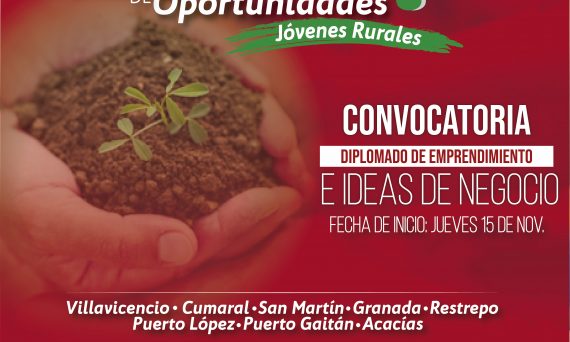 DE Oportunidades
Jóvenes Rurales
CONVOCATORIA
DIPLOMADO DE EMPRENDIMIENTO
E IDEAS DE NEGOCIO
FECHA DE INICIO: JUEVES 15 DE NOV.
Villavicencio • Cumaral • San Martín • Granada • Restrepo
Puerto López • Puerto Gaitán • Acacías